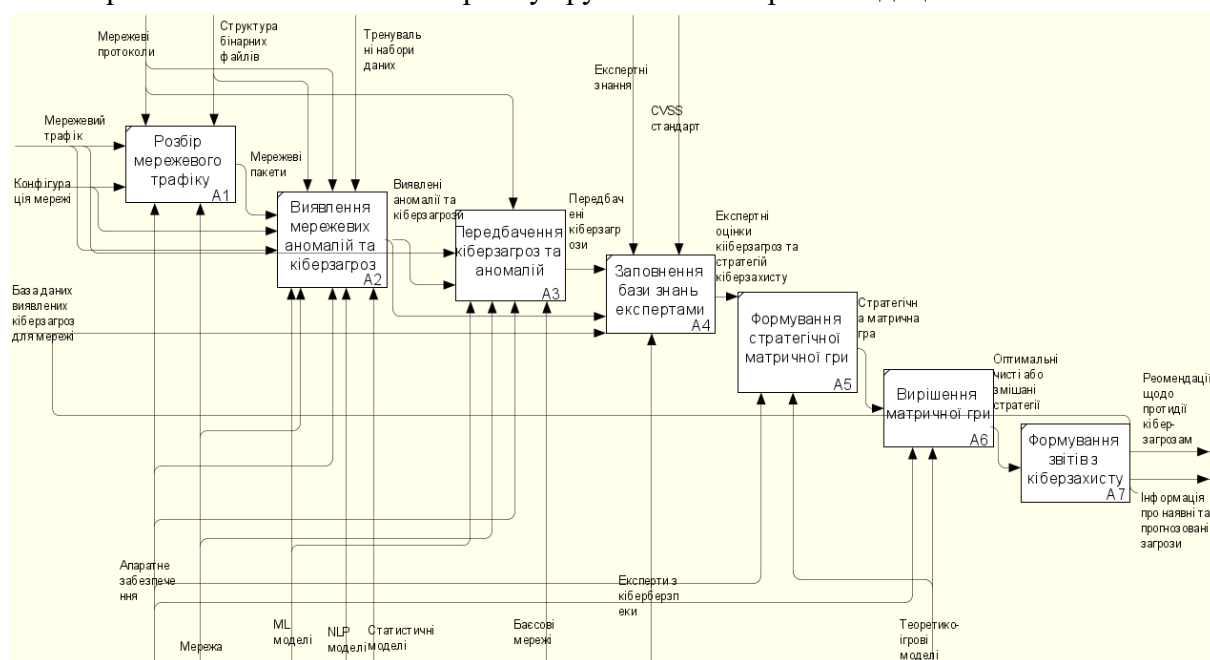 Мережеві
протоколи
Структура
бінарних
файлів
Тренуваль
ні набори
даних
Експертні
знання
CVSS
стандарт
Мережевий
трафік
Розбір
мережевого
трафіку
A1
Мережеві
пакети
Конфігура
ція мережі
Виявлення
мережевих
аномалій та
кіберзагроз
A2
Виявлені
аномалії та
кіберзагрози
Передбачення
кіберзагроз та
аномалій
A3
Передбач
ені
кіберзагр
ози
Заповнення
бази знань
експертами
A4
Експертні
оцінки
кііберзагроз та
стратегій
кіберзахисту
База даних
виявлених
кіберзагроз
для мережі
Формування
стратегічної
матричної гри
A5
Стратегічн
а матрична
гра
Вирішення
матричної гри
A6
Оптимальні
чисті або
змішані
стратегії
Формування
звітів з
кіберзахисту
A7
Реомендації
щодо
протидії
кібер-
загрозам
Інформація
про наявні та
прогнозовані
загрози
Апаратне
забезпече
ння
Мережа
ML
моделі
NLP
моделі
Статистичні
моделі
Баєсові
мережі
Експерти з
кіберберзп
еки
Теоретико-
ігрові
моделі